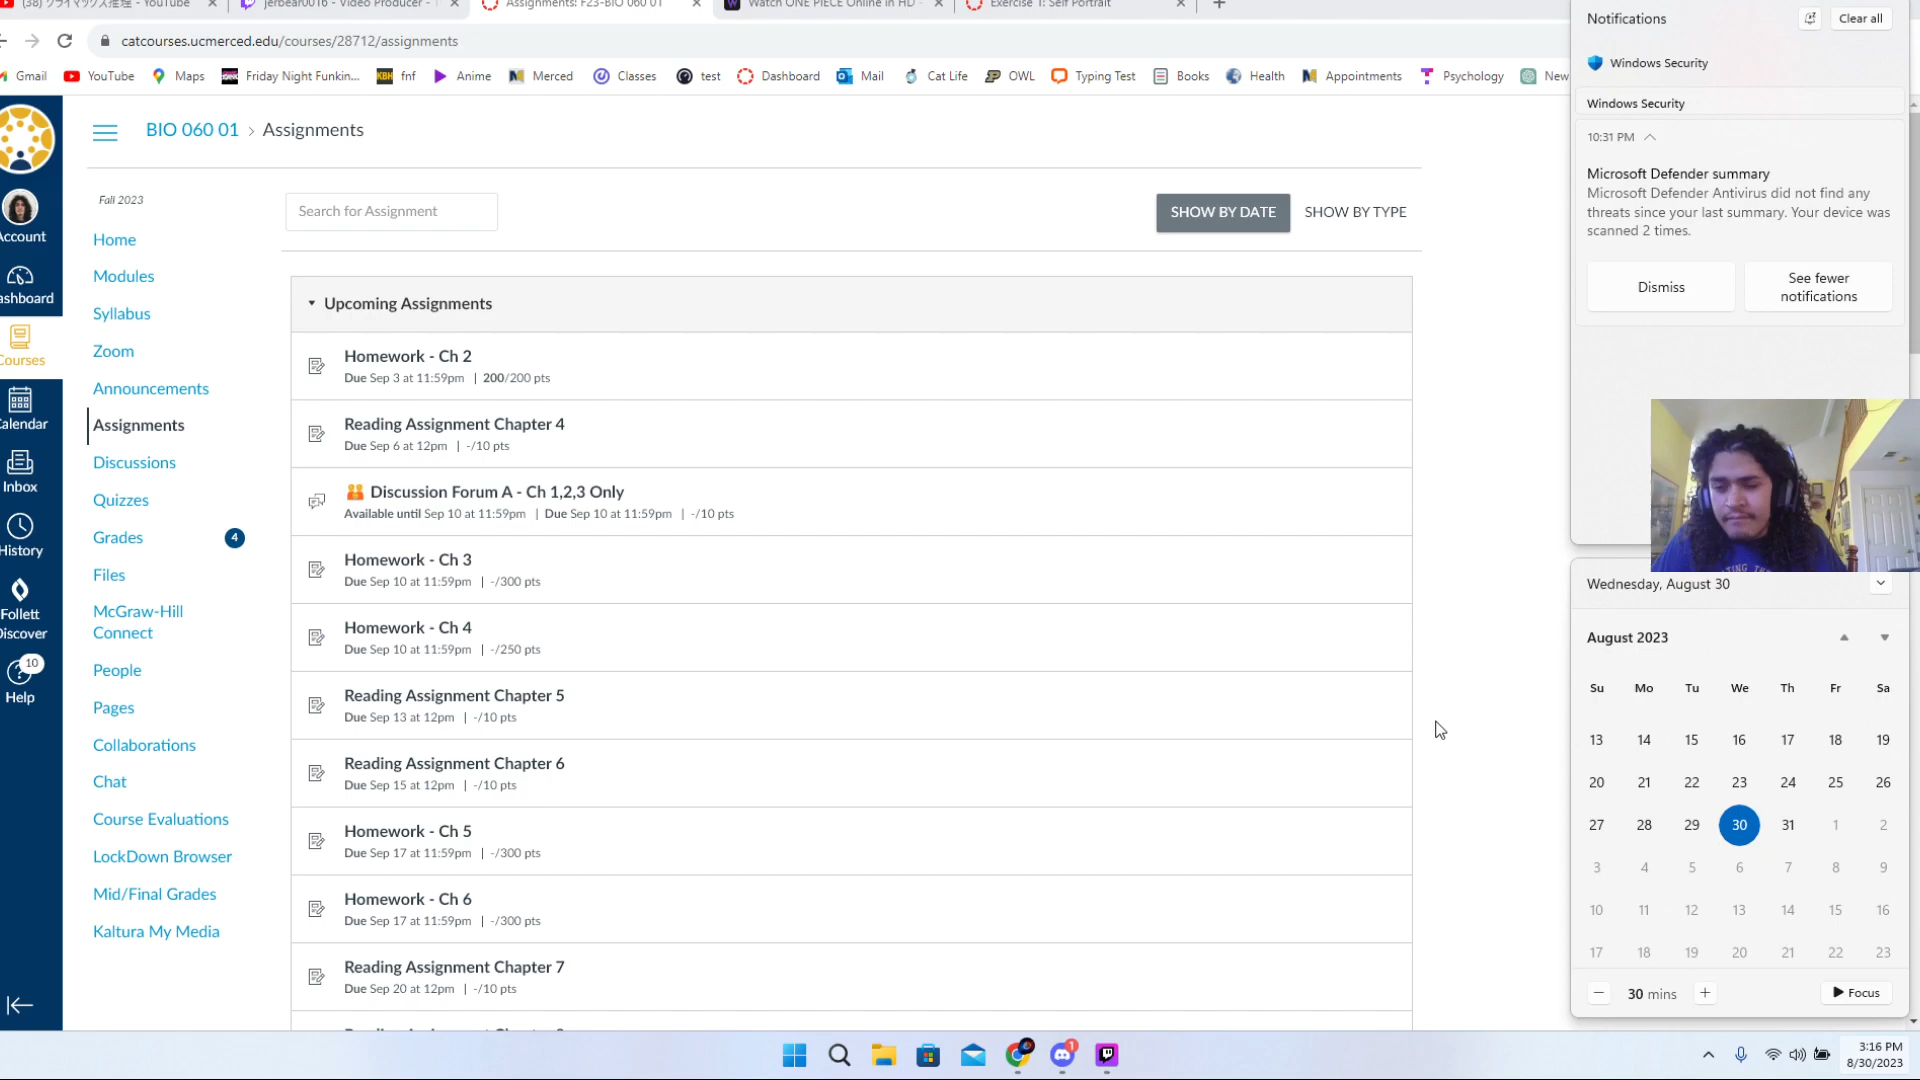 (38) クライマックス推理 - YouTube
jerbear0016 - Video Producer -
Assignments: F23-BIO 060 01
Watch ONE PIECE Online in HD -
Exercise 1: Self Portrait
catcourses.ucmerced.edu/courses/28712/assignments
Gmail
YouTube
Maps
Friday Night Funkin...
KBH
fnf
Anime
Merced
Classes
test
Dashboard
Mail
Cat Life
OWL
Typing Test
Books
Health
Appointments
Psychology
New
BIO 060 01 › Assignments
Account
Dashboard
Courses
Calendar
Inbox
History
Follett
Discover
10
Help
Fall 2023
Home
Modules
Syllabus
Zoom
Announcements
Assignments
Discussions
Quizzes
Grades 4
Files
McGraw-Hill
Connect
People
Pages
Collaborations
Chat
Course Evaluations
LockDown Browser
Mid/Final Grades
Kaltura My Media
Search for Assignment
SHOW BY DATE
SHOW BY TYPE
Upcoming Assignments
Homework - Ch 2
Due Sep 3 at 11:59pm | 200/200 pts
Reading Assignment Chapter 4
Due Sep 6 at 12pm | -/10 pts
Discussion Forum A - Ch 1,2,3 Only
Available until Sep 10 at 11:59pm | Due Sep 10 at 11:59pm | -/10 pts
Homework - Ch 3
Due Sep 10 at 11:59pm | -/300 pts
Homework - Ch 4
Due Sep 10 at 11:59pm | -/250 pts
Reading Assignment Chapter 5
Due Sep 13 at 12pm | -/10 pts
Reading Assignment Chapter 6
Due Sep 15 at 12pm | -/10 pts
Homework - Ch 5
Due Sep 17 at 11:59pm | -/300 pts
Homework - Ch 6
Due Sep 17 at 11:59pm | -/300 pts
Reading Assignment Chapter 7
Due Sep 20 at 12pm | -/10 pts
Notifications
Clear all
Windows Security
Windows Security
10:31 PM
Microsoft Defender summary
Microsoft Defender Antivirus did not find any
threats since your last summary. Your device was
scanned 2 times.
Dismiss
See fewer
notifications
Wednesday, August 30
August 2023
Su Mo Tu We Th Fr Sa
13 14 15 16 17 18 19
20 21 22 23 24 25 26
27 28 29 30 31 1 2
3 4 5 6 7 8 9
10 11 12 13 14 15 16
17 18 19 20 21 22 23
30 mins
Focus
1
3:16 PM
8/30/2023